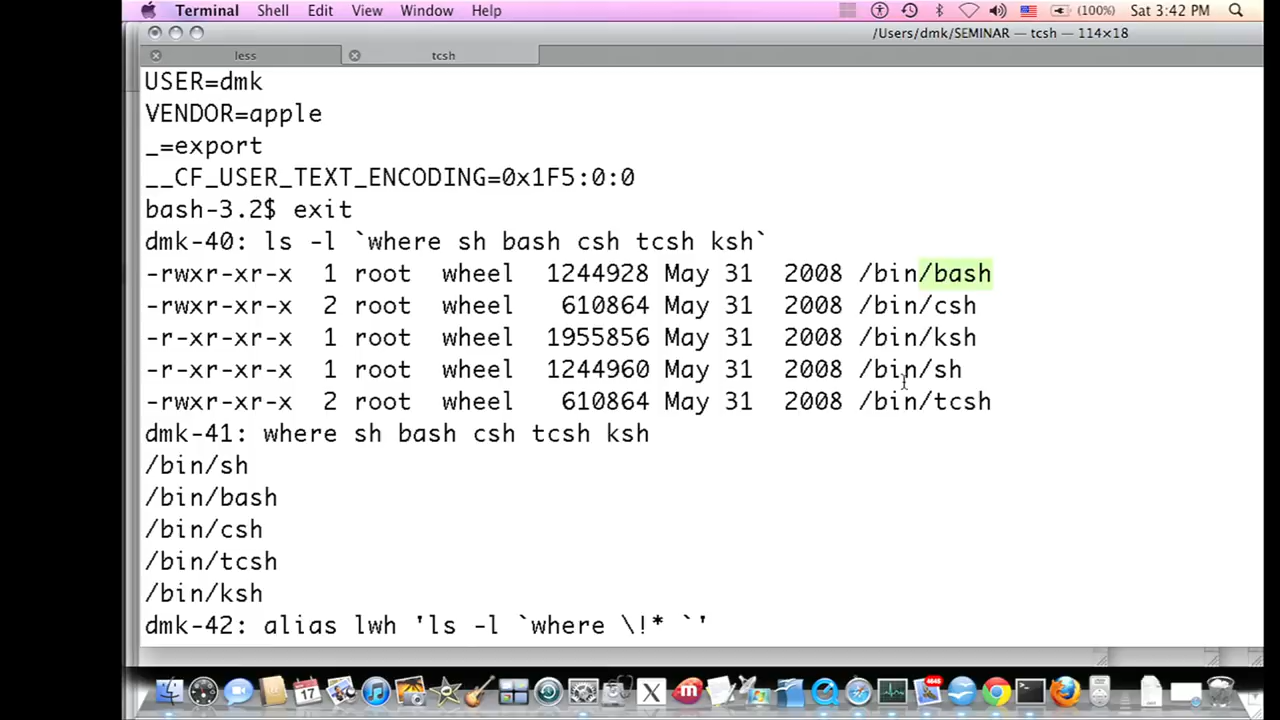 Terminal Shell Edit View Window Help (100%) Sat 3:42 PM
/Users/dmk/SEMINAR — tcsh — 114×18
less tcsh
USER=dmk
VENDOR=apple
_=export
__CF_USER_TEXT_ENCODING=0x1F5:0:0
bash-3.2$ exit
dmk-40: ls -l `where sh bash csh tcsh ksh`
-rwxr-xr-x 1 root wheel 1244928 May 31 2008 /bin/bash
-rwxr-xr-x 2 root wheel 610864 May 31 2008 /bin/csh
-r-xr-xr-x 1 root wheel 1955856 May 31 2008 /bin/ksh
-r-xr-xr-x 1 root wheel 1244960 May 31 2008 /bin/sh
-rwxr-xr-x 2 root wheel 610864 May 31 2008 /bin/tcsh
dmk-41: where sh bash csh tcsh ksh
/bin/sh
/bin/bash
/bin/csh
/bin/tcsh
/bin/ksh
dmk-42: alias lwh 'ls -l `where \!* `'
17